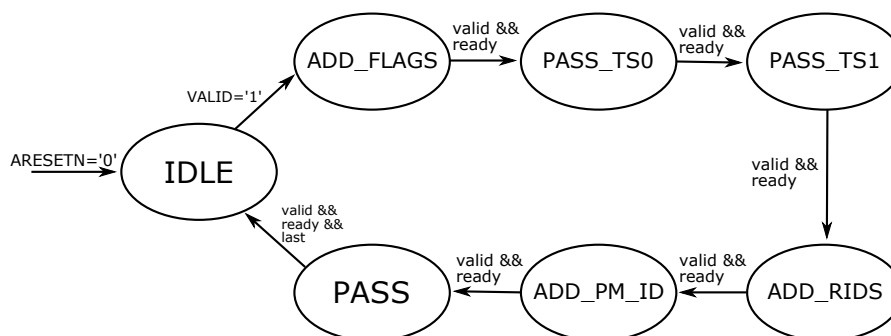 valid &&
ready
valid &&
ready
ADD_FLAGS
PASS_TS0
PASS_TS1
VALID='1'
ARESETN='0'
IDLE
valid &&
ready
valid &&
ready &&
last
valid &&
ready
valid &&
ready
PASS
ADD_PM_ID
ADD_RIDS